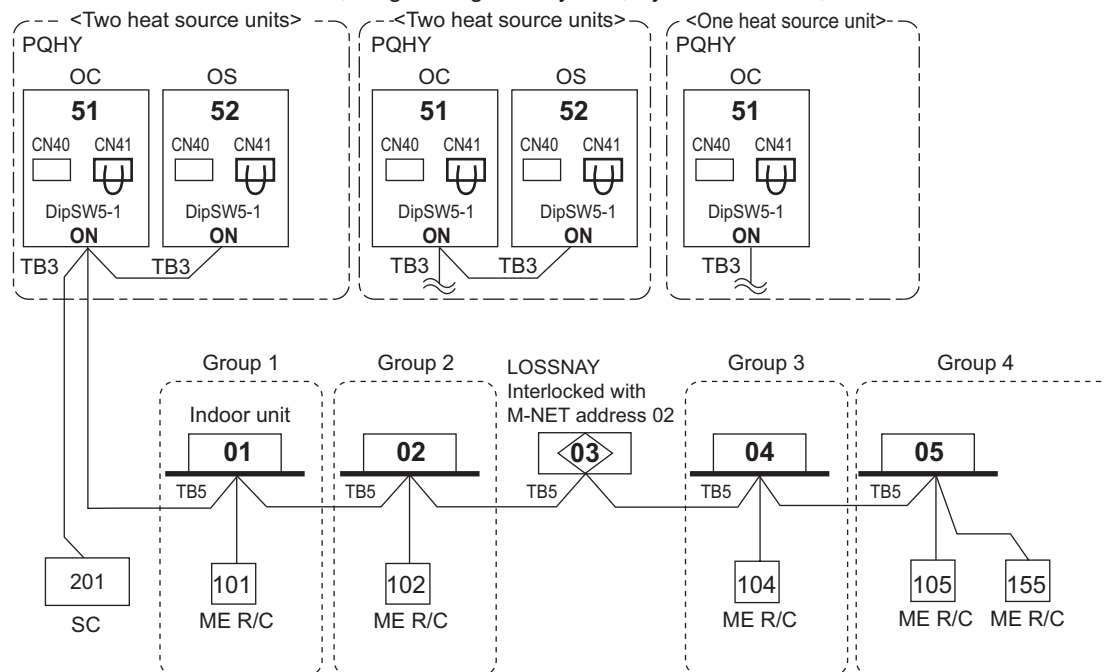 <Two heat source units> <Two heat source units> <One heat source unit>
PQHY PQHY PQHY
OC OS OC OS OC
51 52 51 52 51
CN40 CN41 CN40 CN41 CN40 CN41 CN40 CN41 CN40 CN41
DipSW5-1 DipSW5-1 DipSW5-1 DipSW5-1 DipSW5-1
ON ON ON ON ON
TB3 TB3 TB3 TB3 TB3
Group 1 Group 2 LOSSNAY Group 3 Group 4
Interlocked with
Indoor unit M-NET address 02
01 02 03 04 05
TB5 TB5 TB5 TB5 TB5
201 101 102 104 105 155
SC ME R/C ME R/C ME R/C ME R/C ME R/C